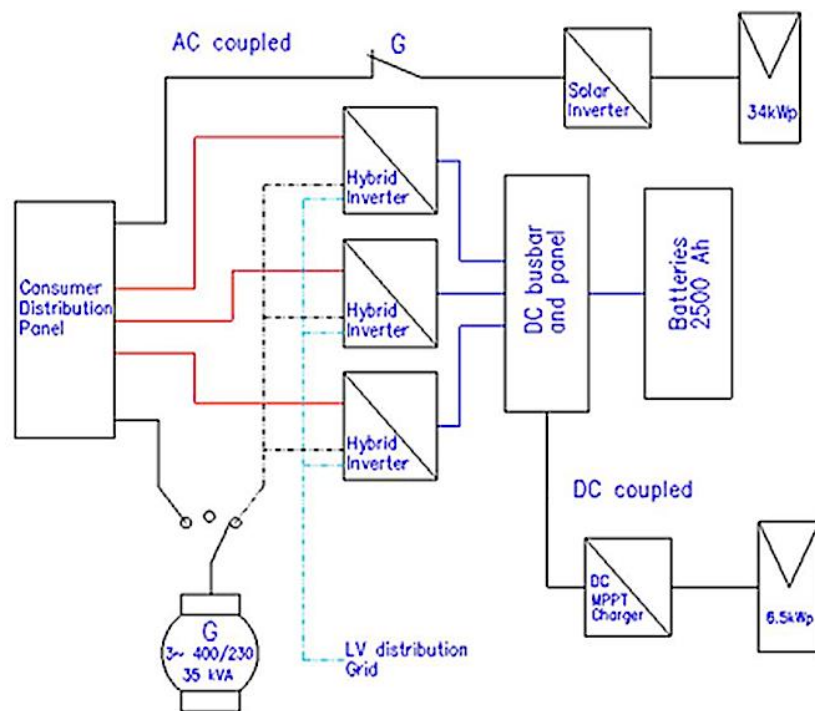 AC coupled
G
Solar
Inverter
34kWp
Hybrid
Inverter
Consumer
Distribution
Panel
Hybrid
Inverter
DC busbar
and panel
Batteries
2500 Ah
Hybrid
Inverter
DC coupled
DC
MPPT
Charger
6.5kWp
G
3~ 400/230
35 kVA
LV distribution
Grid